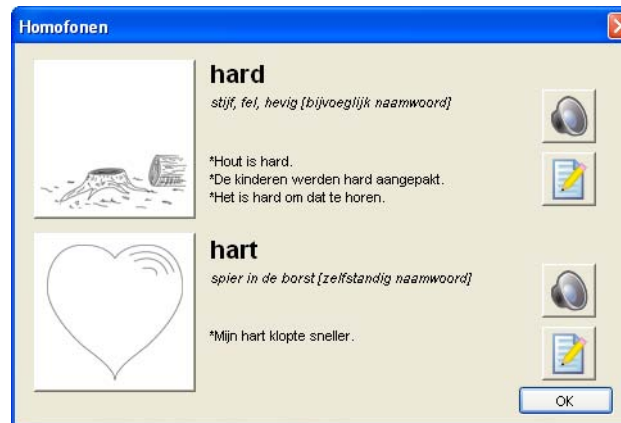 Homofonen
hard
stijf, fel, hevig [bijvoeglijk naamwoord]
*Hout is hard.
*De kinderen werden hard aangepakt.
*Het is hard om dat te horen.
hart
spier in de borst [zelfstandig naamwoord]
*Mijn hart klopte sneller.
OK